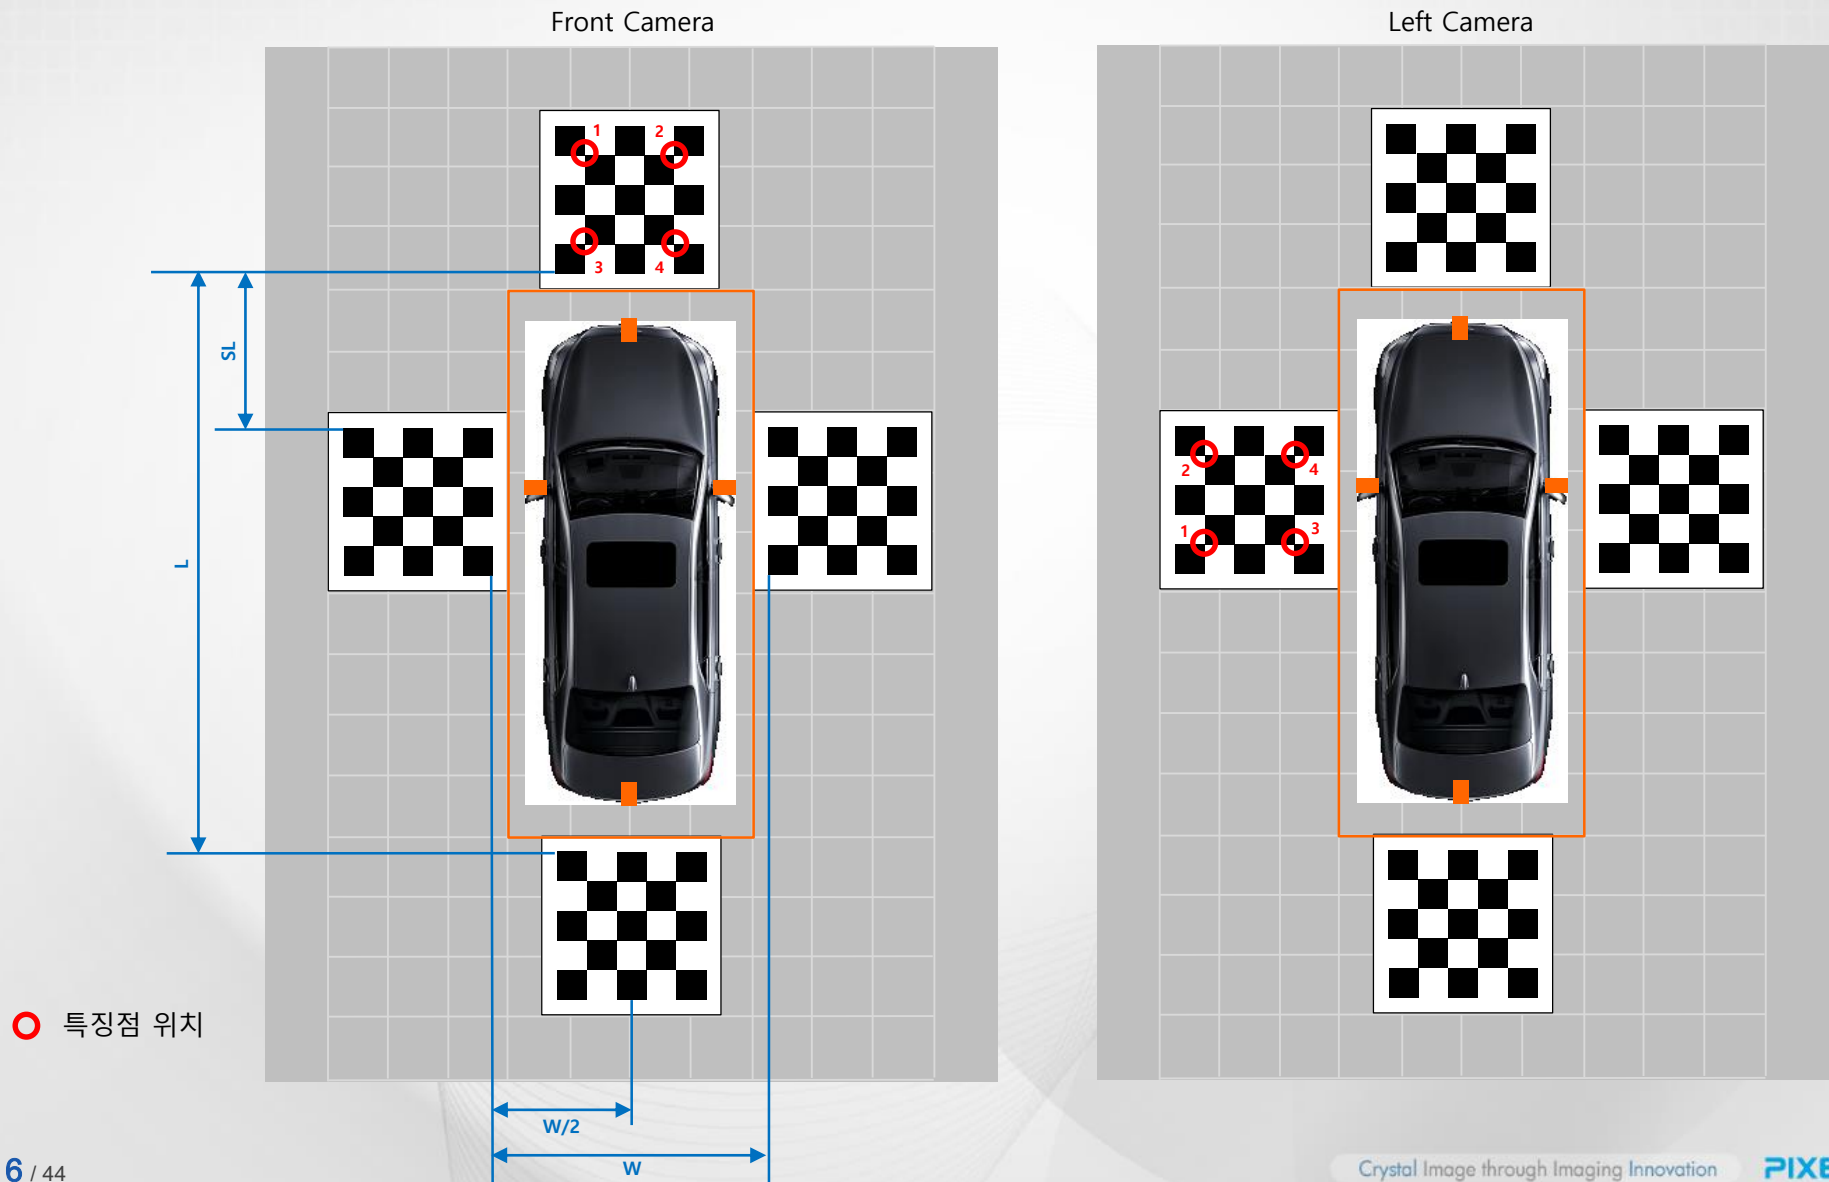 Front Camera
Left Camera
1
2
3
4
SL
L
2
4
1
3
특징점 위치
W/2
W
6 / 44
Crystal Image through Imaging Innovation